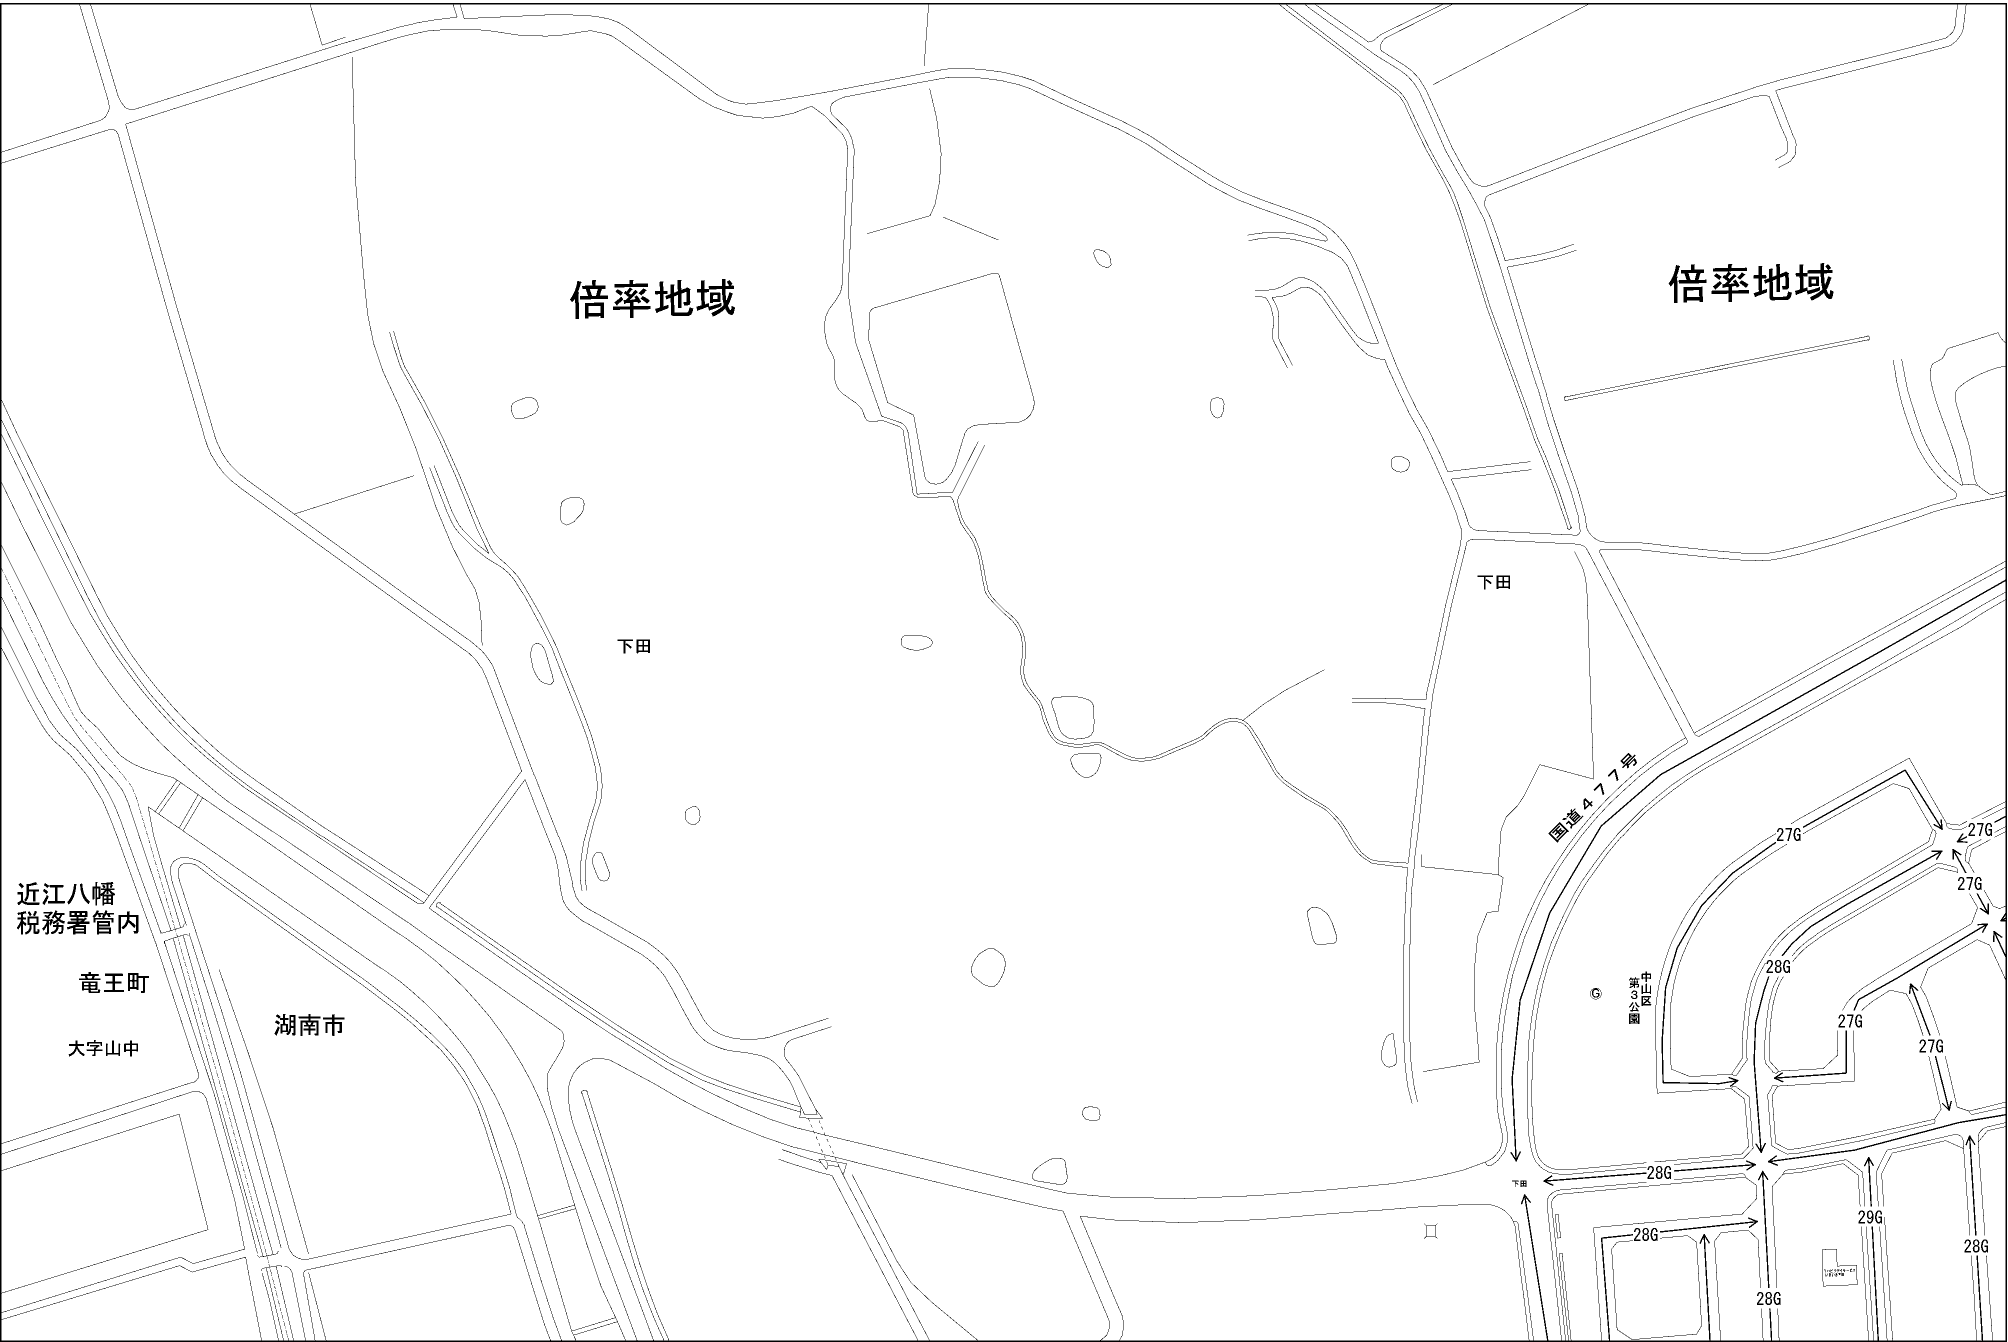 倍率地域
倍率地域
下田
下田
国道477号
27G
27G
27G
近江八幡
税務署管内
竜王町
大字山中
湖南市
28G
中山区
第3公園
G
27G
27G
28G
下田
29G
28G
28G
28G